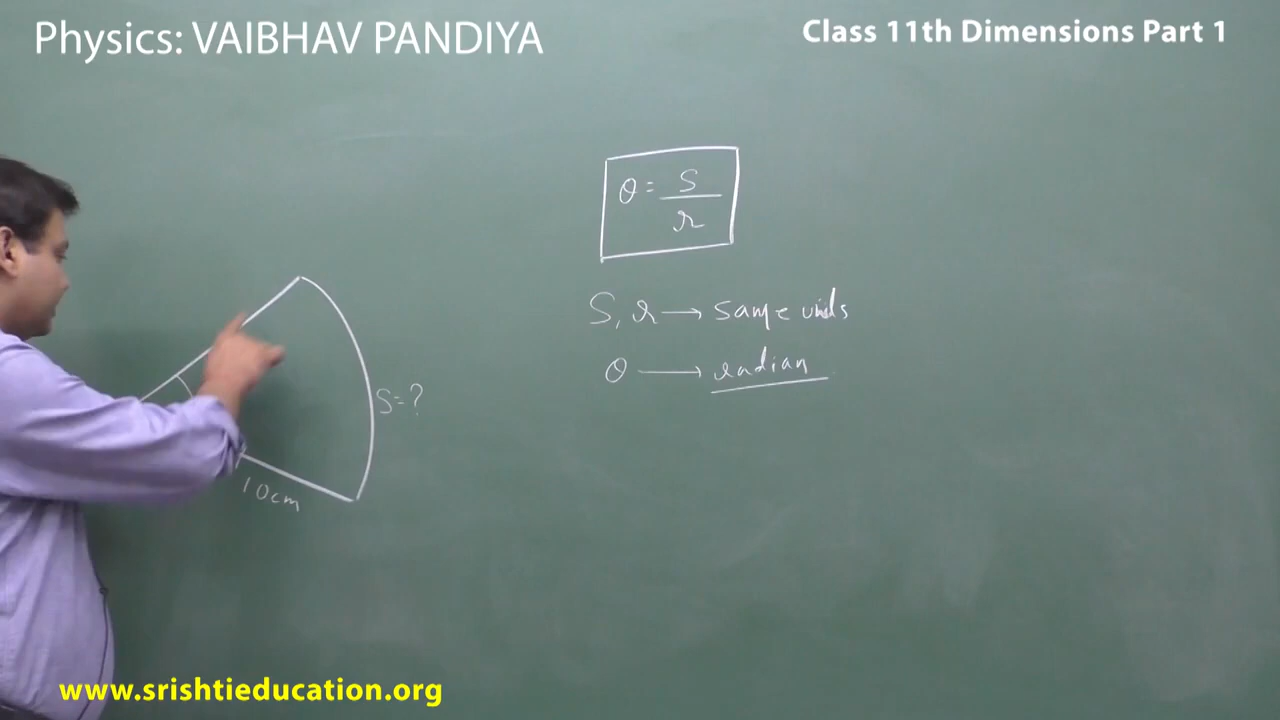 Physics: VAIBHAV PANDIYA
Class 11th Dimensions Part 1
θ = S
r
S, r → same units
θ → radian
S = ?
10cm
www.srishtieducation.org